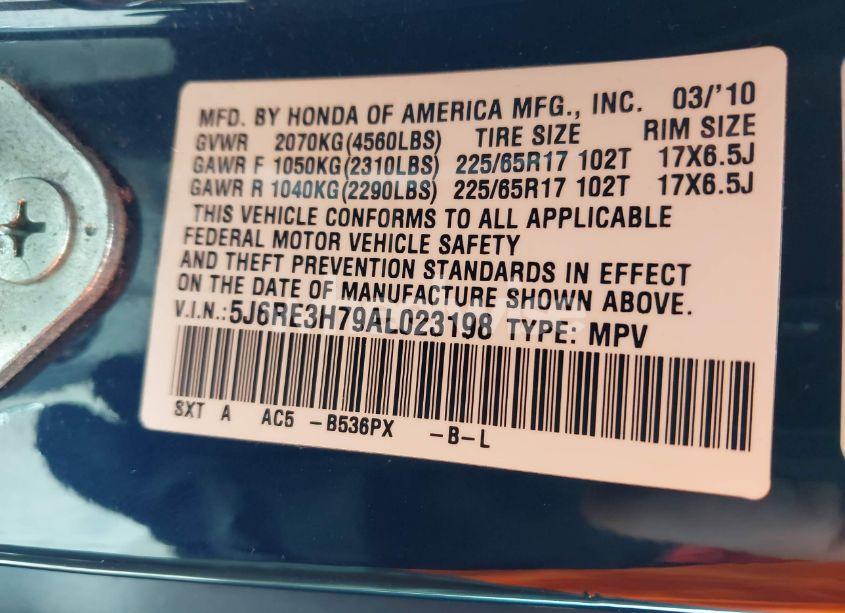 MFD. BY HONDA OF AMERICA MFG., INC. 03/'10
GVWR 2070KG(4560LBS) TIRE SIZE RIM SIZE
GAWR F 1050KG(2310LBS) 225/65R17 102T 17X6.5J
GAWR R 1040KG(2290LBS) 225/65R17 102T 17X6.5J
THIS VEHICLE CONFORMS TO ALL APPLICABLE
FEDERAL MOTOR VEHICLE SAFETY
AND THEFT PREVENTION STANDARDS IN EFFECT
ON THE DATE OF MANUFACTURE SHOWN ABOVE.
V.I.N.:5J6RE3H79AL023198 TYPE: MPV
SXT A AC5 -B536PX -B-L